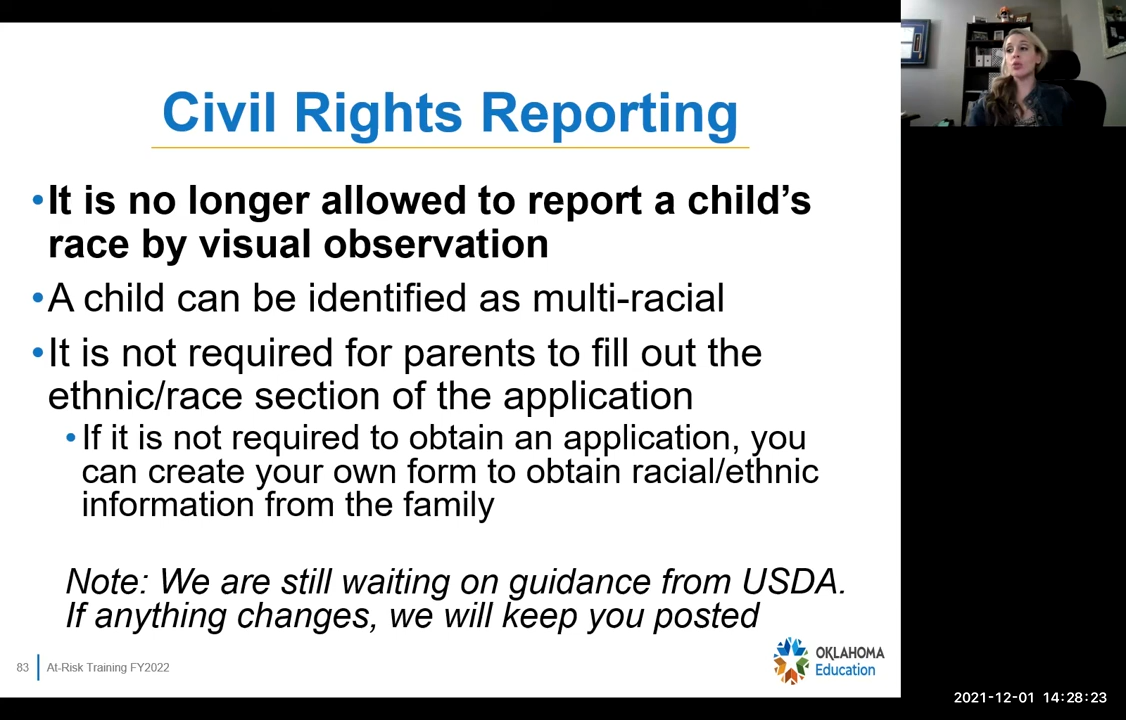 Civil Rights Reporting
•It is no longer allowed to report a child’s
race by visual observation
•A child can be identified as multi-racial
•It is not required for parents to fill out the
ethnic/race section of the application
•If it is not required to obtain an application, you
can create your own form to obtain racial/ethnic
information from the family
Note: We are still waiting on guidance from USDA.
If anything changes, we will keep you posted
83 At-Risk Training FY2022
OKLAHOMA
Education
2021-12-01 14:28:23